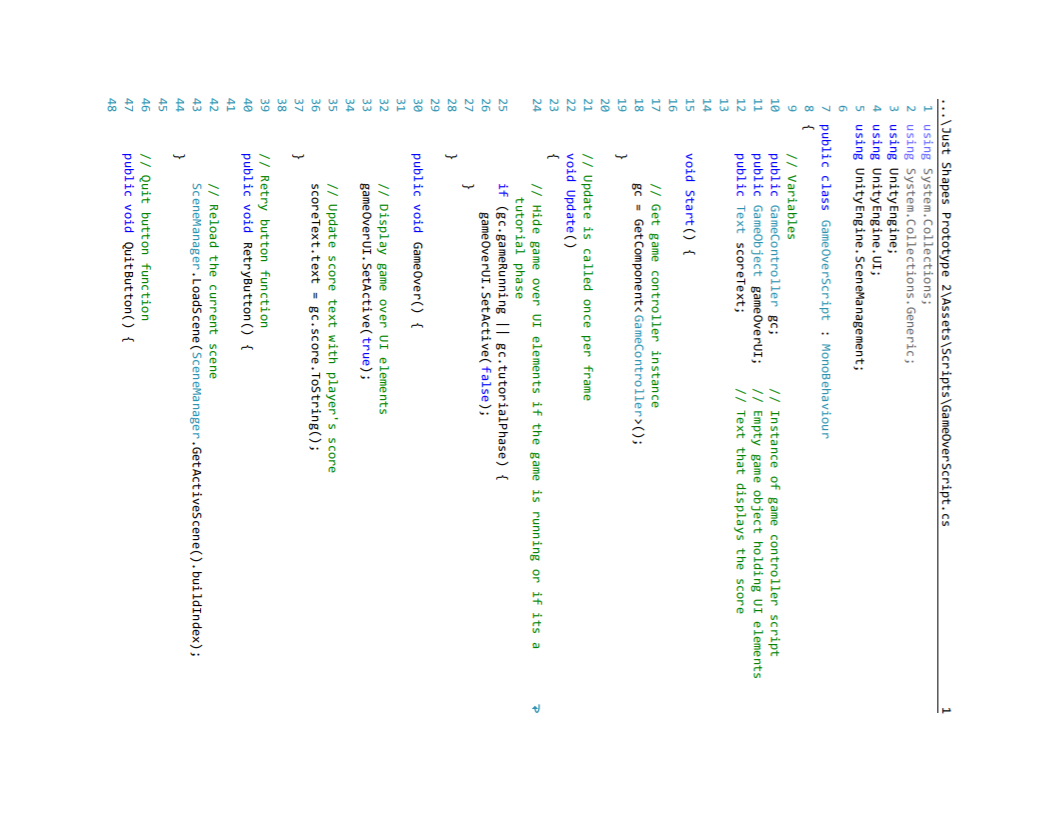 ...\Just Shapes Prototype 2\Assets\Scripts\GameOverScript.cs 1
1 using System.Collections;
2 using System.Collections.Generic;
3 using UnityEngine;
4 using UnityEngine.UI;
5 using UnityEngine.SceneManagement;
6
7 public class GameOverScript : MonoBehaviour
8 {
9     // Variables
10     public GameController gc;       // Instance of game controller script
11     public GameObject gameOverUI;   // Empty game object holding UI elements
12     public Text scoreText;          // Text that displays the score
13
14
15     void Start() {
16
17         // Get game controller instance
18         gc = GetComponent<GameController>();
19     }
20
21     // Update is called once per frame
22     void Update()
23     {
24         // Hide game over UI elements if the game is running or if its a
           tutorial phase
25         if (gc.gameRunning || gc.tutorialPhase) {
26             gameOverUI.SetActive(false);
27         }
28     }
29
30     public void GameOver() {
31
32         // Display game over UI elements
33         gameOverUI.SetActive(true);
34
35         // Update score text with player's score
36         scoreText.text = gc.score.ToString();
37     }
38
39     // Retry button function
40     public void RetryButton() {
41
42         // Reload the current scene
43         SceneManager.LoadScene(SceneManager.GetActiveScene().buildIndex);
44     }
45
46     // Quit button function
47     public void QuitButton() {
48